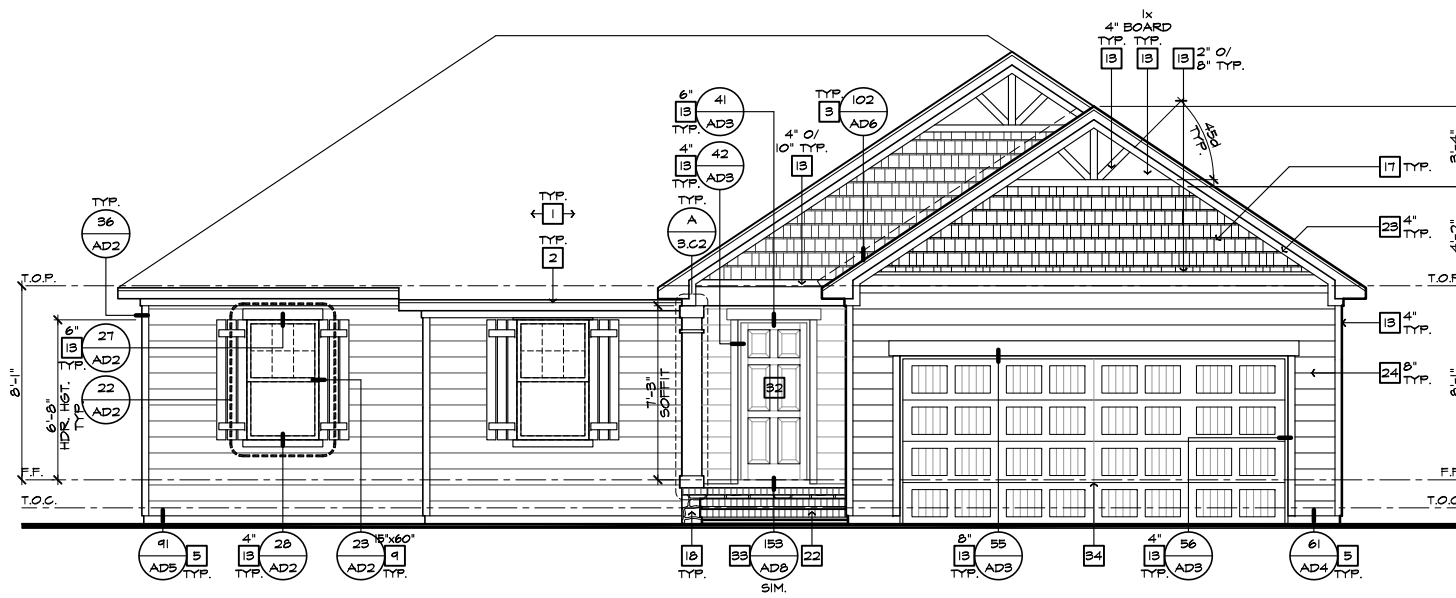 1x
4" BOARD
TYP. TYP.
13 13 13 2" O/
8" TYP.
6"
13
TYP.
41
AD3
TYP.
3
102
AD6
4"
13
TYP.
42
AD3
4" O/
10" TYP.
13
45d
TYP.
17 TYP.
TYP.
36
AD2
TYP.
1
TYP.
2
TYP.
A
3.C2
23 4"
TYP.
T.O.P.
6"
13
TYP.
27
AD2
22
AD2
8'-1"
6'-8"
HDR. HGT.
TYP.
7'-3"
SOFFIT
32
13 4"
TYP.
24 8"
TYP.
8'-1"
F.F.
F.F
T.O.C.
T.O.C
91
AD5
5
TYP.
4"
13
TYP.
28
AD2
23
AD2
15"x60"
9
TYP.
18
TYP.
33
153
AD8
SIM.
22
8"
13
TYP.
55
AD3
34
4"
13
TYP.
56
AD3
61
AD4
5
TYP.